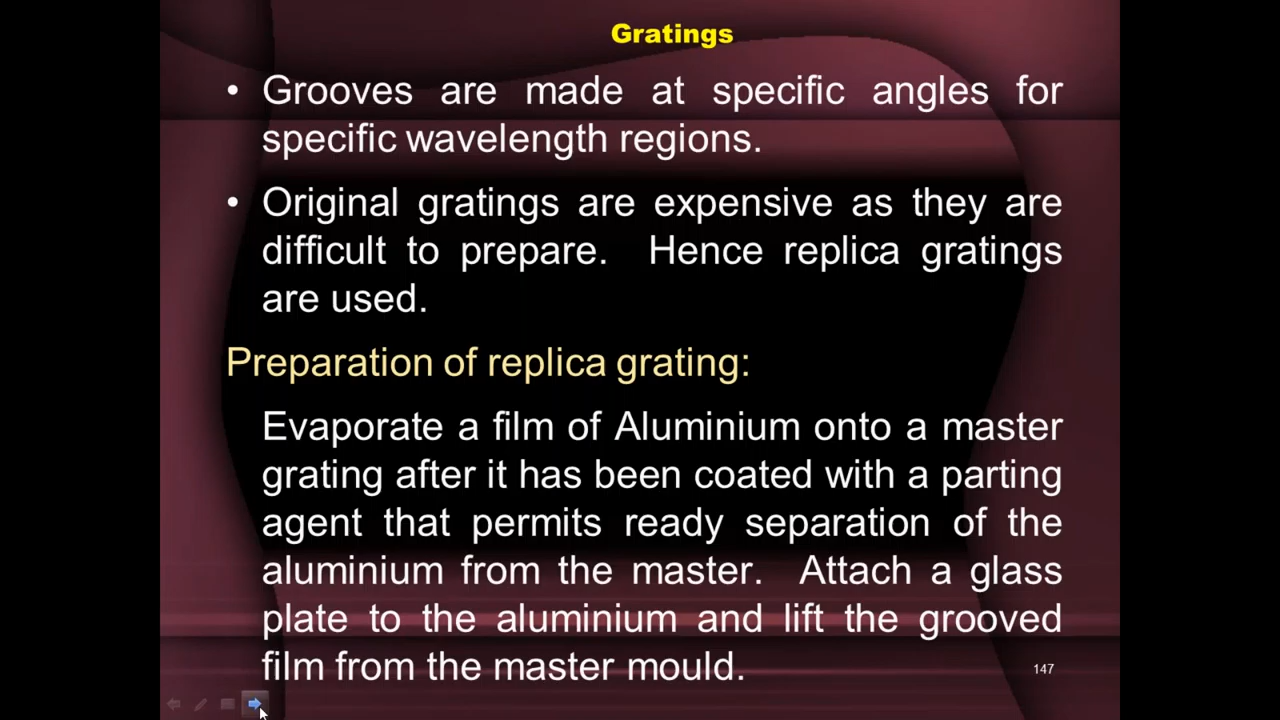 Gratings
• Grooves are made at specific angles for
specific wavelength regions.
• Original gratings are expensive as they are
difficult to prepare. Hence replica gratings
are used.
Preparation of replica grating:
Evaporate a film of Aluminium onto a master
grating after it has been coated with a parting
agent that permits ready separation of the
aluminium from the master. Attach a glass
plate to the aluminium and lift the grooved
film from the master mould.
147